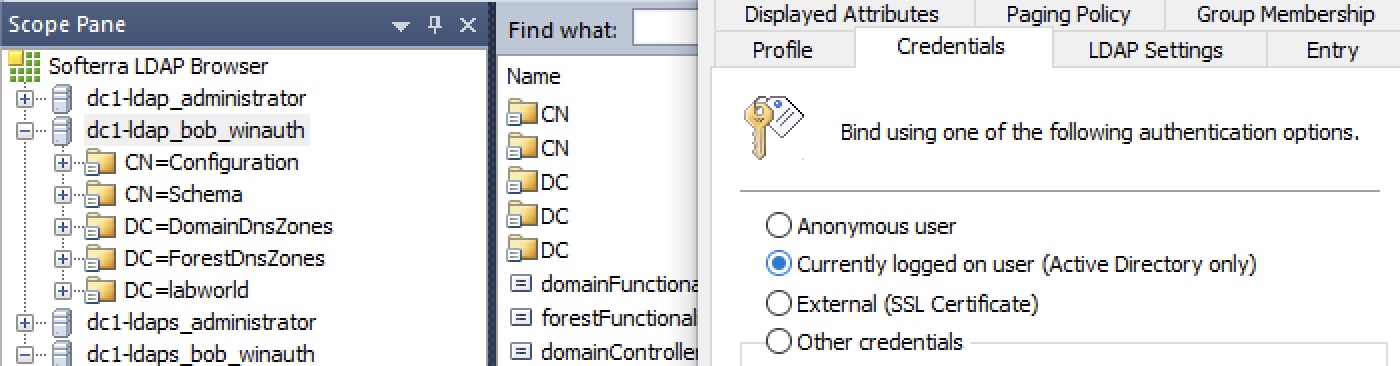 Scope Pane
Softerra LDAP Browser
dc1-ldap_administrator
dc1-ldap_bob_winauth
CN=Configuration
CN=Schema
DC=DomainDnsZones
DC=ForestDnsZones
DC=labworld
dc1-ldaps_administrator
dc1-ldaps_bob_winauth
Find what:
Name
CN
CN
DC
DC
DC
domainFunctiona
forestFunctional
domainController
Displayed Attributes
Paging Policy
Group Membership
Profile
Credentials
LDAP Settings
Entry
Bind using one of the following authentication options.
Anonymous user
Currently logged on user (Active Directory only)
External (SSL Certificate)
Other credentials